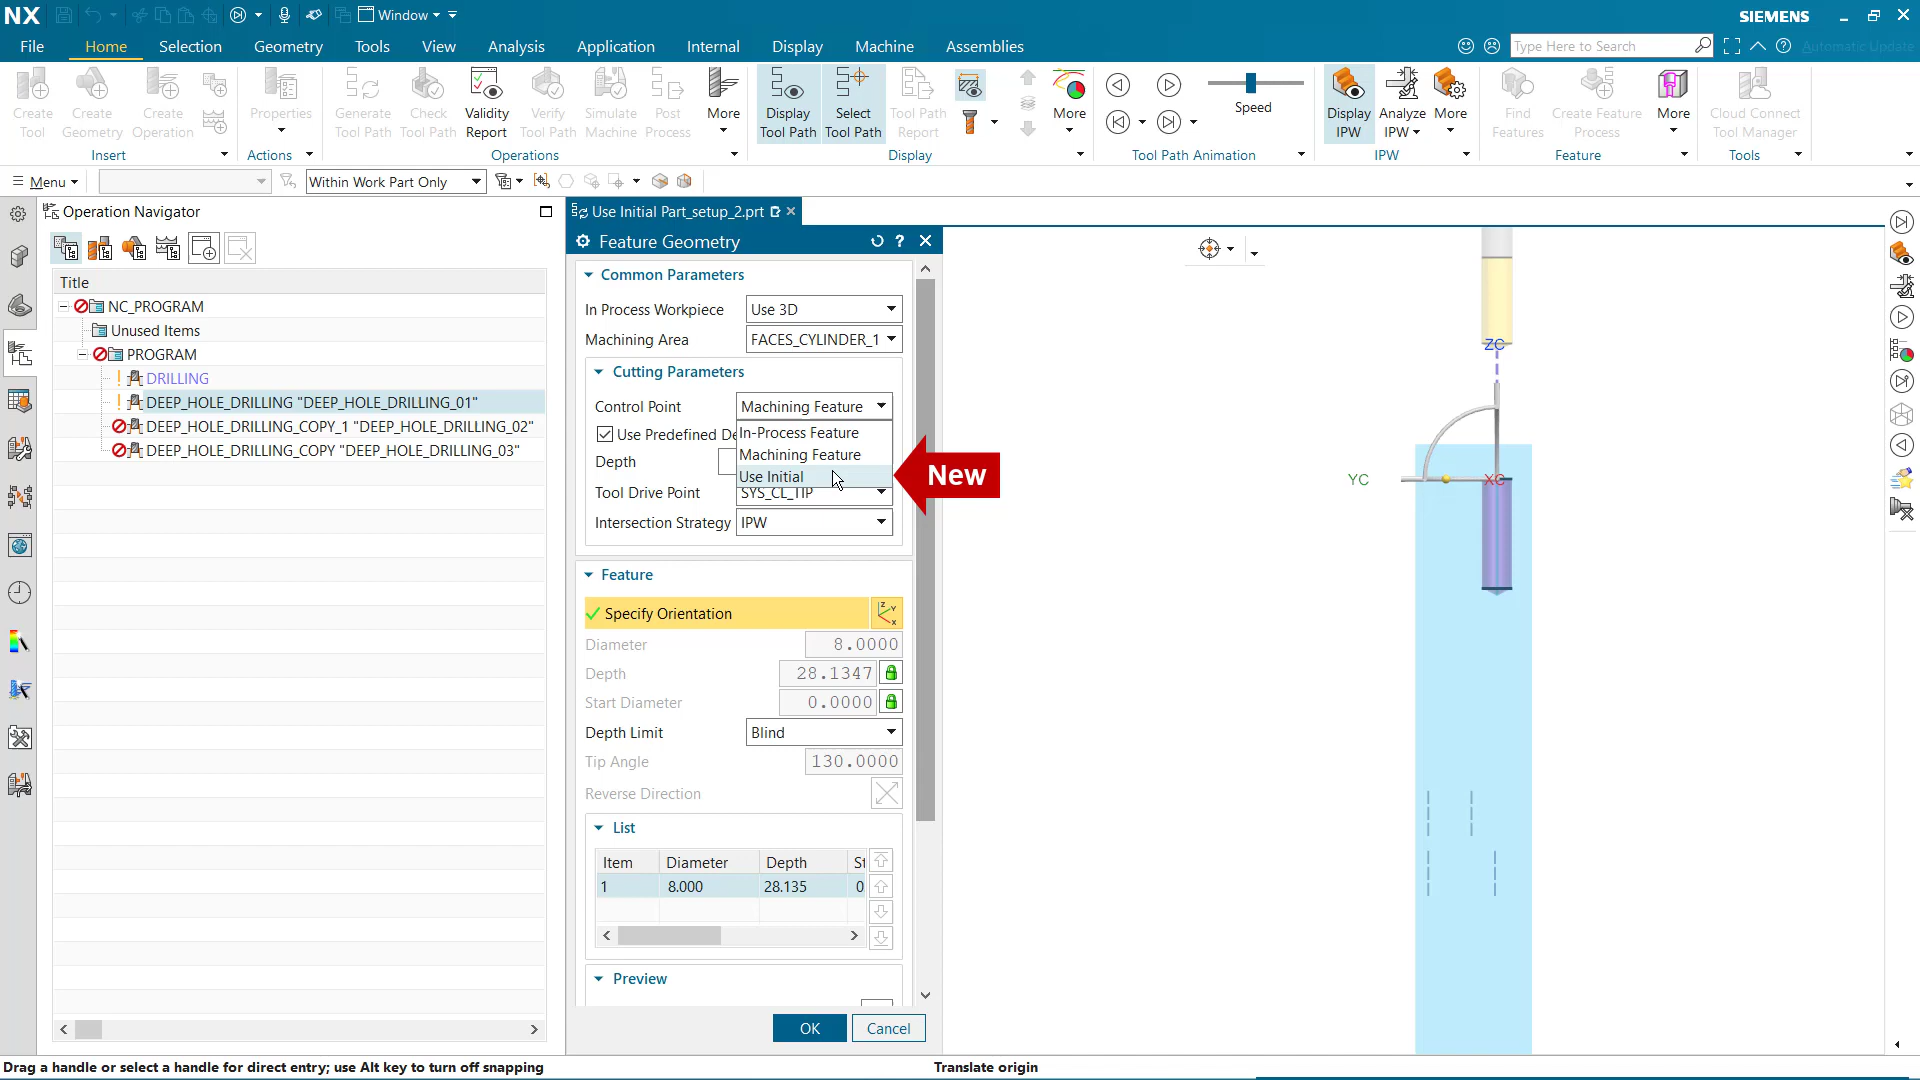 NX
Window
SIEMENS
File
Home
Selection
Geometry
Tools
View
Analysis
Application
Internal
Display
Machine
Assemblies
Type Here to Search
Automatic Update
Create Tool
Create Geometry
Create Operation
Properties
Generate Tool Path
Check Tool Path
Validity Report
Verify Tool Path
Simulate Machine
Post Process
More
Display Tool Path
Select Tool Path
Tool Path Report
More
Speed
Display IPW
Analyze IPW
More
Find Features
Create Feature Process
More
Cloud Connect Tool Manager
Insert
Actions
Operations
Display
Tool Path Animation
IPW
Feature
Tools
Menu
Within Work Part Only
Operation Navigator
Title
NC_PROGRAM
Unused Items
PROGRAM
DRILLING
DEEP_HOLE_DRILLING "DEEP_HOLE_DRILLING_01"
DEEP_HOLE_DRILLING_COPY_1 "DEEP_HOLE_DRILLING_02"
DEEP_HOLE_DRILLING_COPY "DEEP_HOLE_DRILLING_03"
Use Initial Part_setup_2.prt
Feature Geometry
Common Parameters
In Process Workpiece
Use 3D
Machining Area
FACES_CYLINDER_1
Cutting Parameters
Control Point
Machining Feature
In-Process Feature
Machining Feature
Use Initial
Use Predefined De
Depth
Tool Drive Point
SYS_CL_TIP
Intersection Strategy
IPW
New
Feature
Specify Orientation
Diameter
8.0000
Depth
28.1347
Start Diameter
0.0000
Depth Limit
Blind
Tip Angle
130.0000
Reverse Direction
List
Item Diameter Depth St
1 8.000 28.135 0
Preview
OK
Cancel
ZC
YC
XC
Drag a handle or select a handle for direct entry; use Alt key to turn off snapping
Translate origin